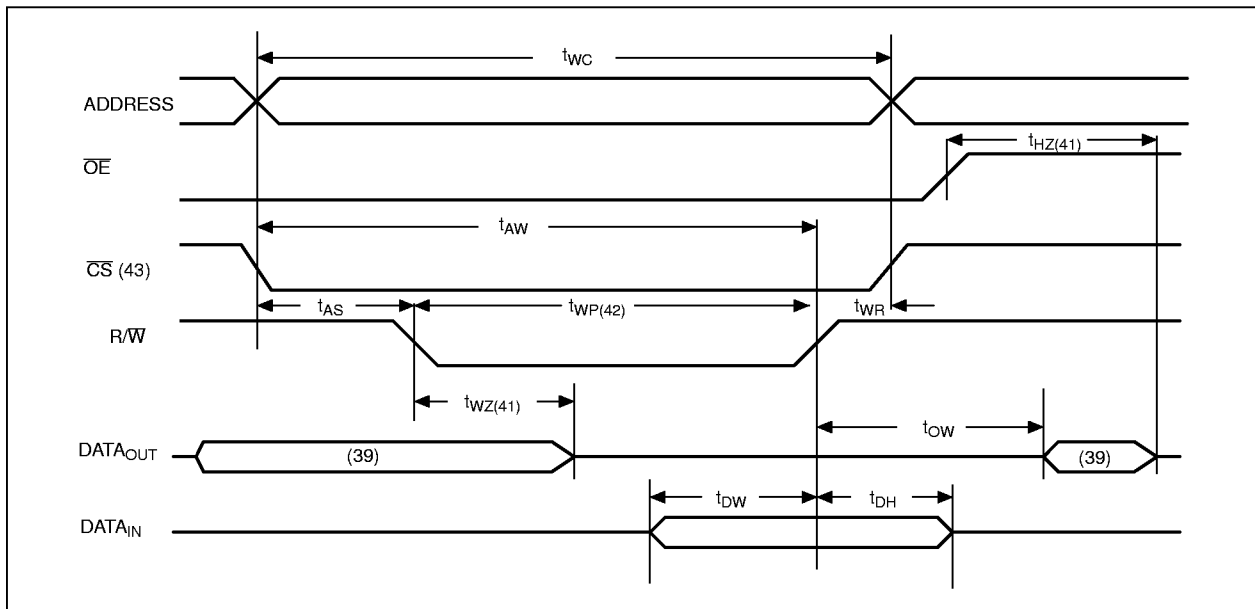 tWC
ADDRESS
tHZ(41)
OE
tAW
CS (43)
tAS
tWP(42)
tWR
R/W
tWZ(41)
tOW
DATAOUT
(39)
(39)
tDW
tDH
DATAIN